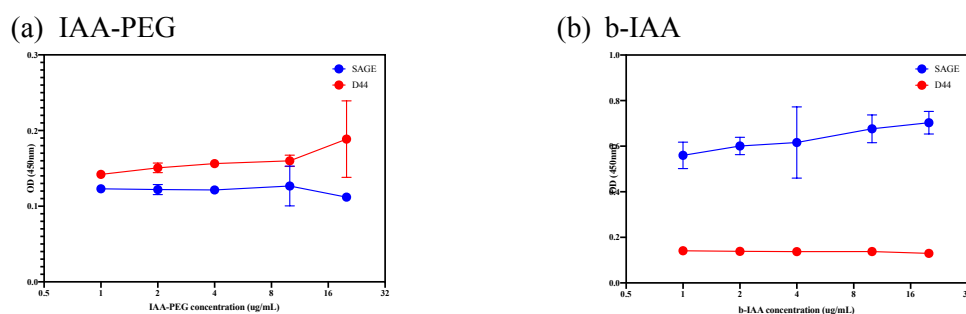 (a) IAA-PEG
0.3
0.2
0.1
0.0
OD (450nm)
SAGE
D44
0.5 1 2 4 8 16 32
IAA-PEG concentration (ug/mL)
(b) b-IAA
1.0
0.8
0.6
0.4
0.2
0.0
OD (450nm)
SAGE
D44
0.5 1 2 4 8 16 32
b-IAA concentration (ug/mL)